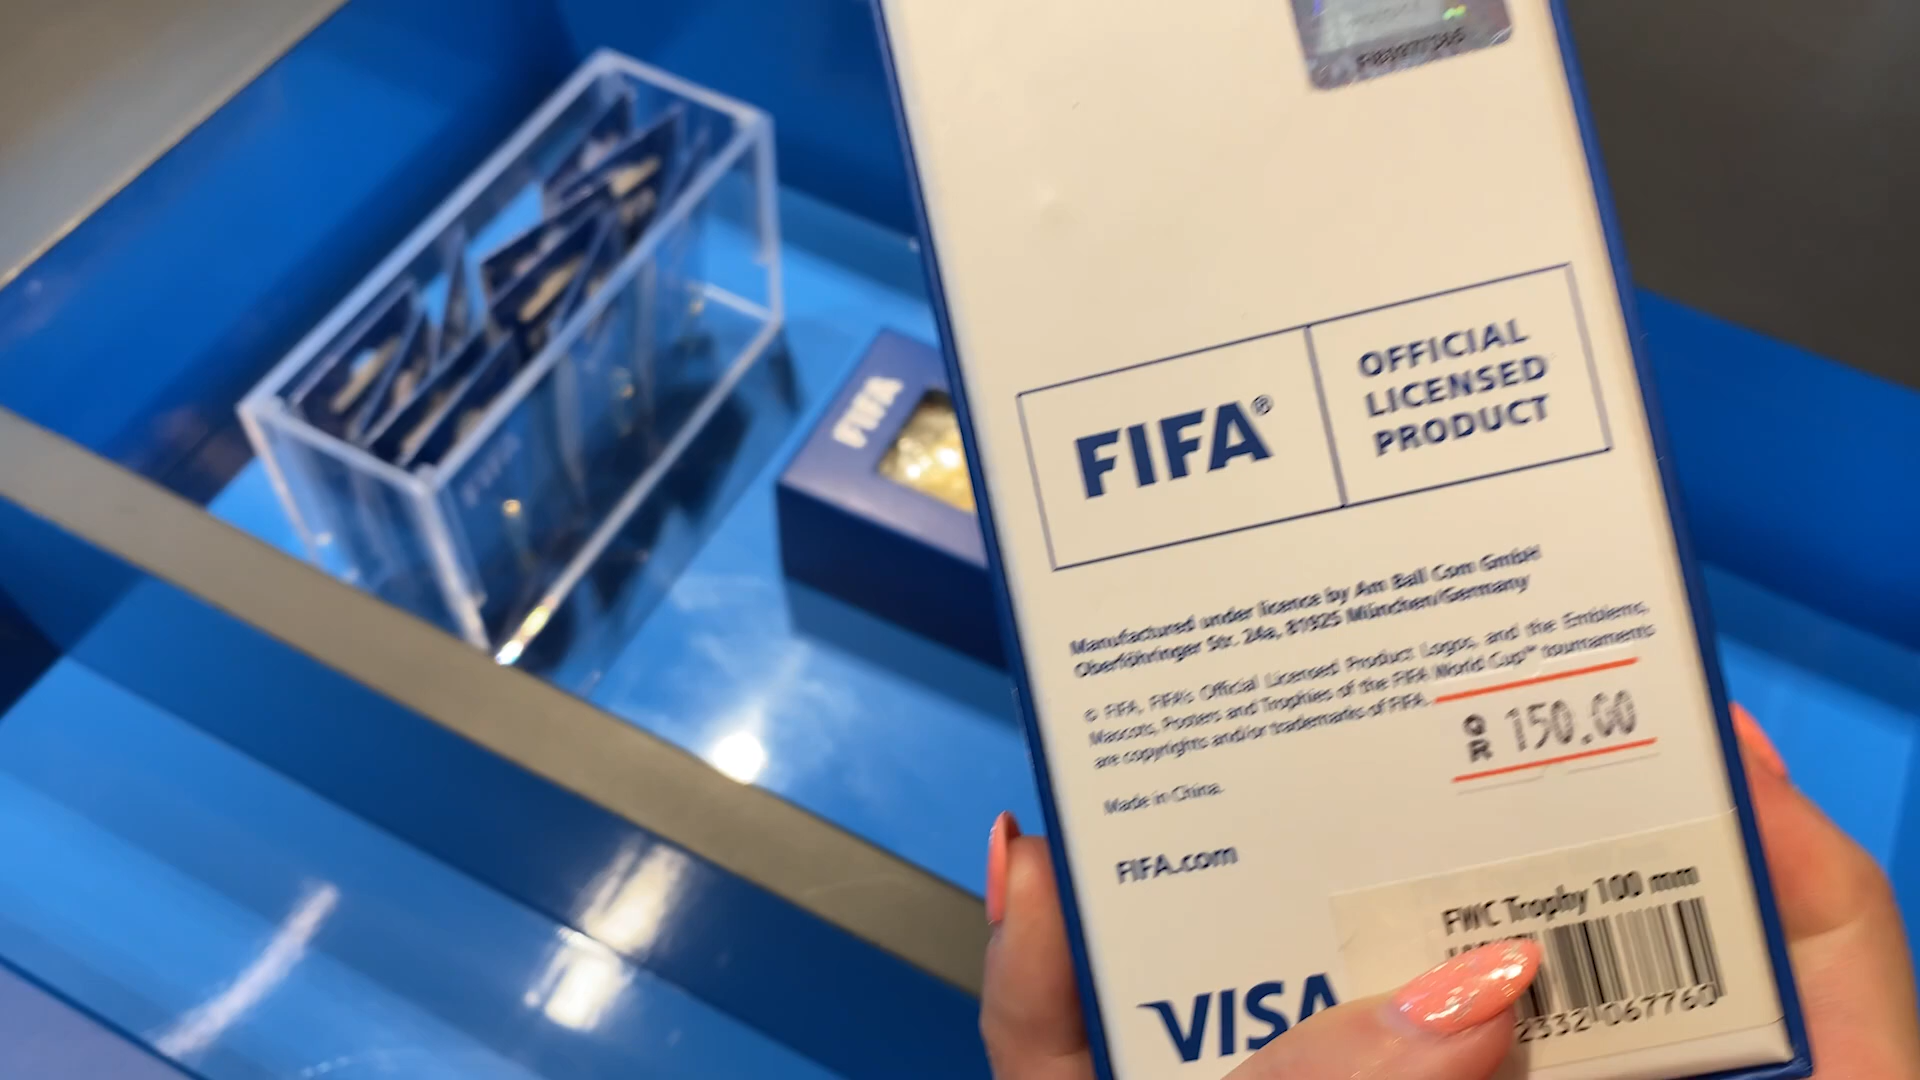 FIFA
FIFA®
OFFICIAL
LICENSED
PRODUCT
Manufactured under licence by Am Ball Com GmbH
Oberföhringer Str. 24a, 81925 München/Germany
© FIFA, FIFA's Official Licensed Product Logos, and the Emblems,
Mascots, Posters and Trophies of the FIFA World Cup™ tournaments
are copyrights and/or trademarks of FIFA.
QR 150.00
Made in China.
FIFA.com
FWC Trophy 100 mm
VISA
2332 067760